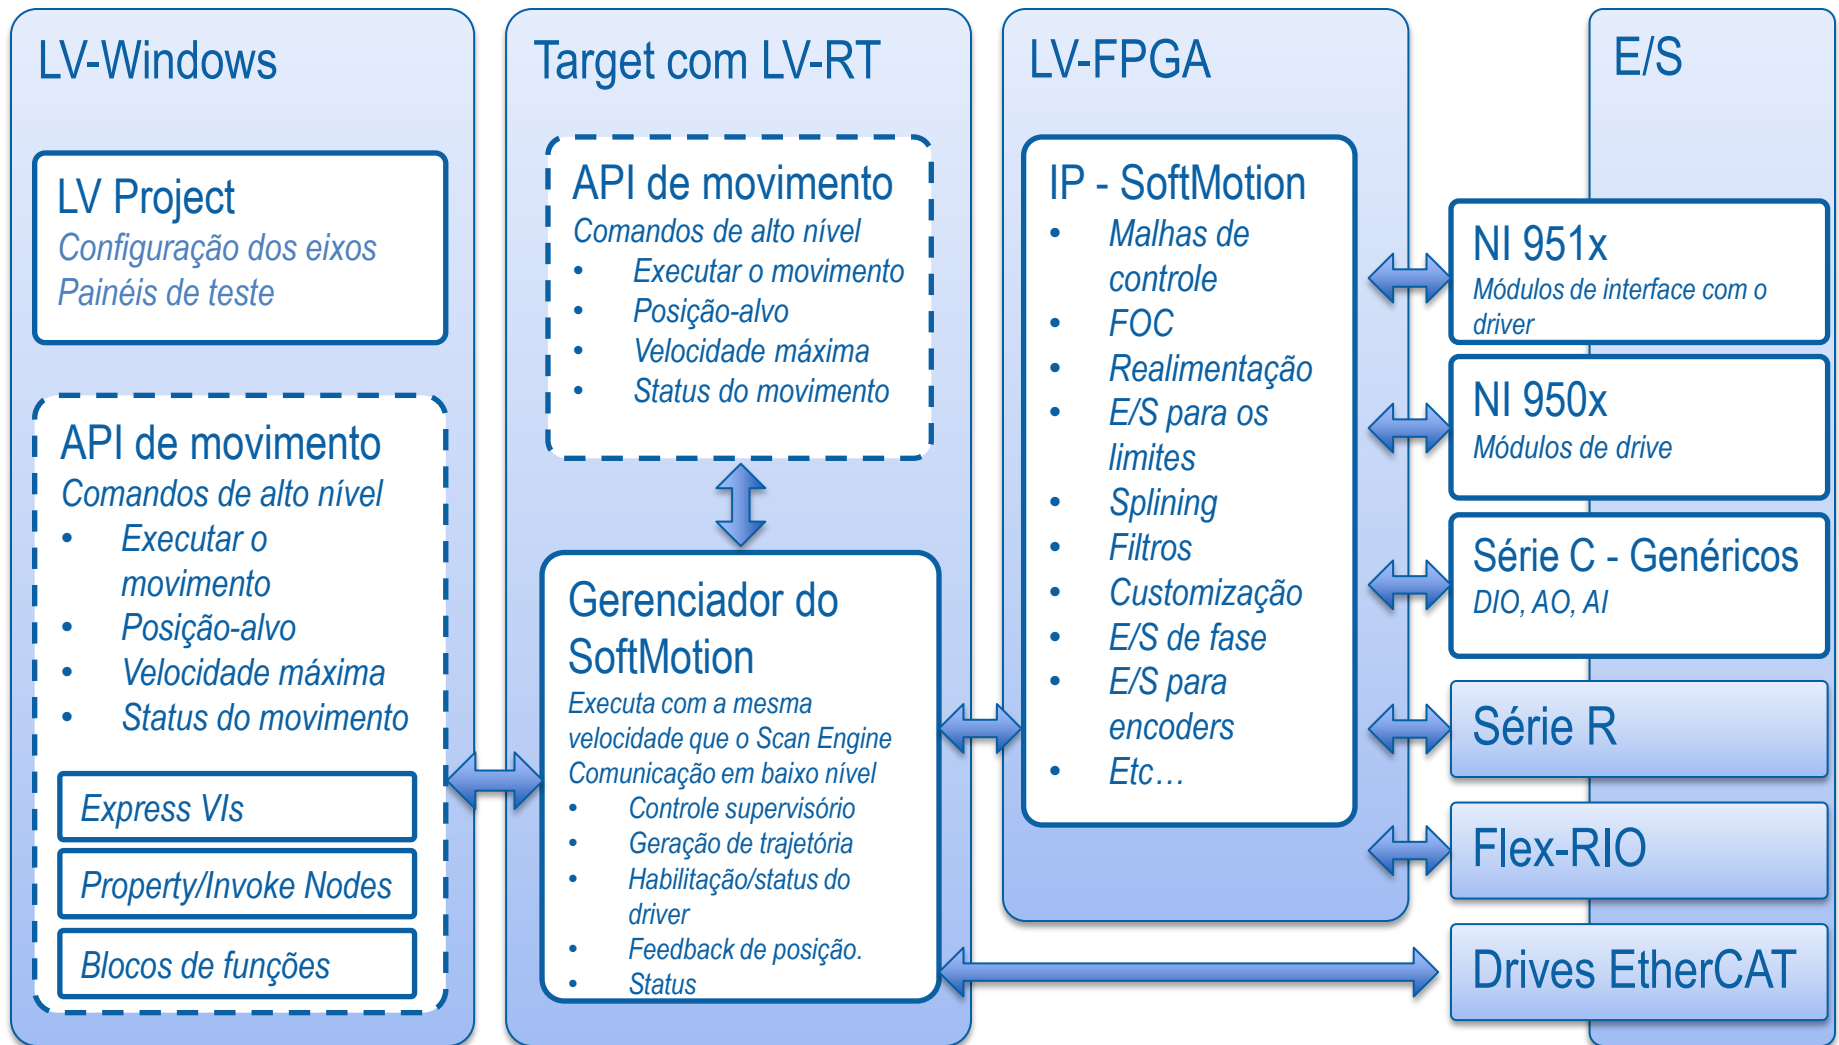 LV-Windows
LV Project
Configuração dos eixos
Painéis de teste
API de movimento
Comandos de alto nível
• Executar o
movimento
• Posição-alvo
• Velocidade máxima
• Status do movimento
Express VIs
Property/Invoke Nodes
Blocos de funções
Target com LV-RT
API de movimento
Comandos de alto nível
• Executar o movimento
• Posição-alvo
• Velocidade máxima
• Status do movimento
Gerenciador do
SoftMotion
Executa com a mesma
velocidade que o Scan Engine
Comunicação em baixo nível
• Controle supervisório
• Geração de trajetória
• Habilitação/status do
driver
• Feedback de posição.
• Status
LV-FPGA
IP - SoftMotion
• Malhas de
controle
• FOC
• Realimentação
• E/S para os
limites
• Splining
• Filtros
• Customização
• E/S de fase
• E/S para
encoders
• Etc...
E/S
NI 951x
Módulos de interface com o
driver
NI 950x
Módulos de drive
Série C - Genéricos
DIO, AO, AI
Série R
Flex-RIO
Drives EtherCAT